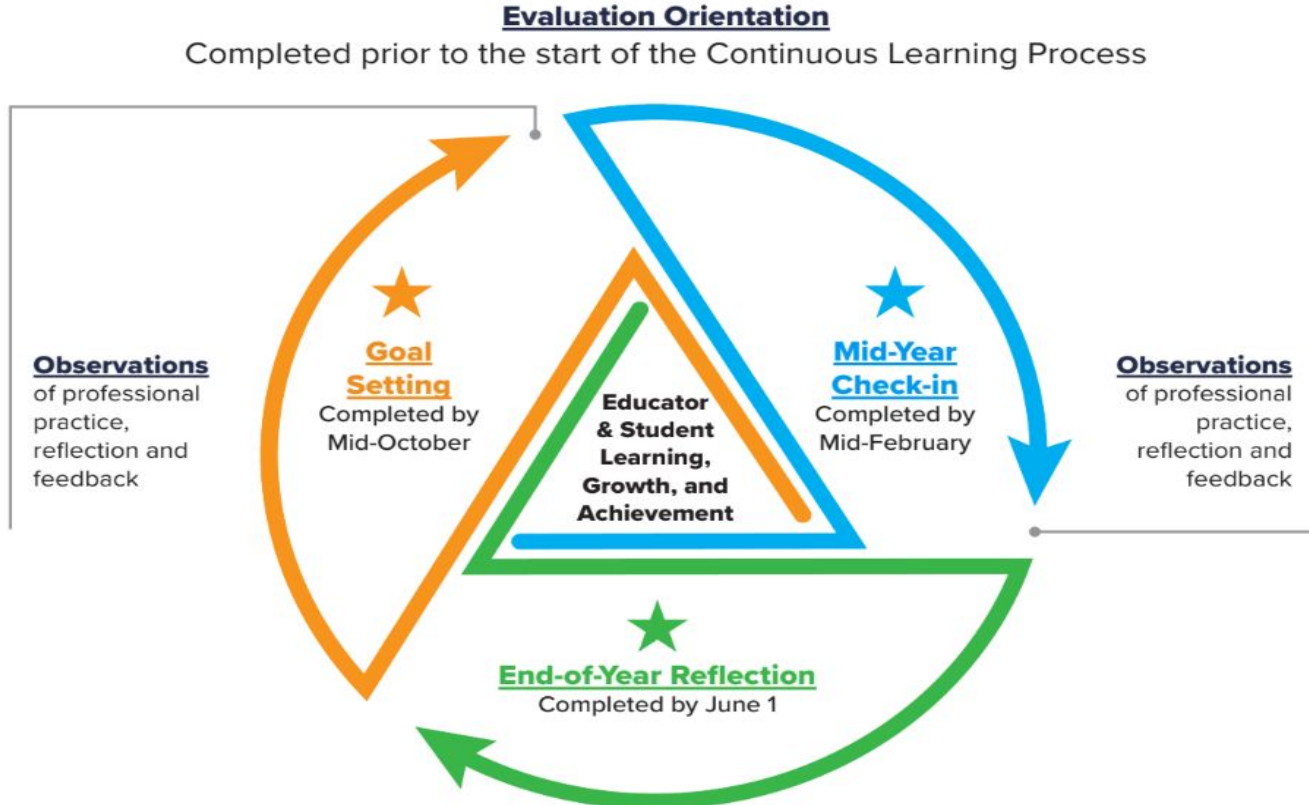 Evaluation Orientation
Completed prior to the start of the Continuous Learning Process
Observations
of professional
practice,
reflection and
feedback
Goal
Setting
Completed by
Mid-October
Educator
& Student
Learning,
Growth, and
Achievement
Mid-Year
Check-in
Completed by
Mid-February
Observations
of professional
practice,
reflection and
feedback
End-of-Year Reflection
Completed by June 1